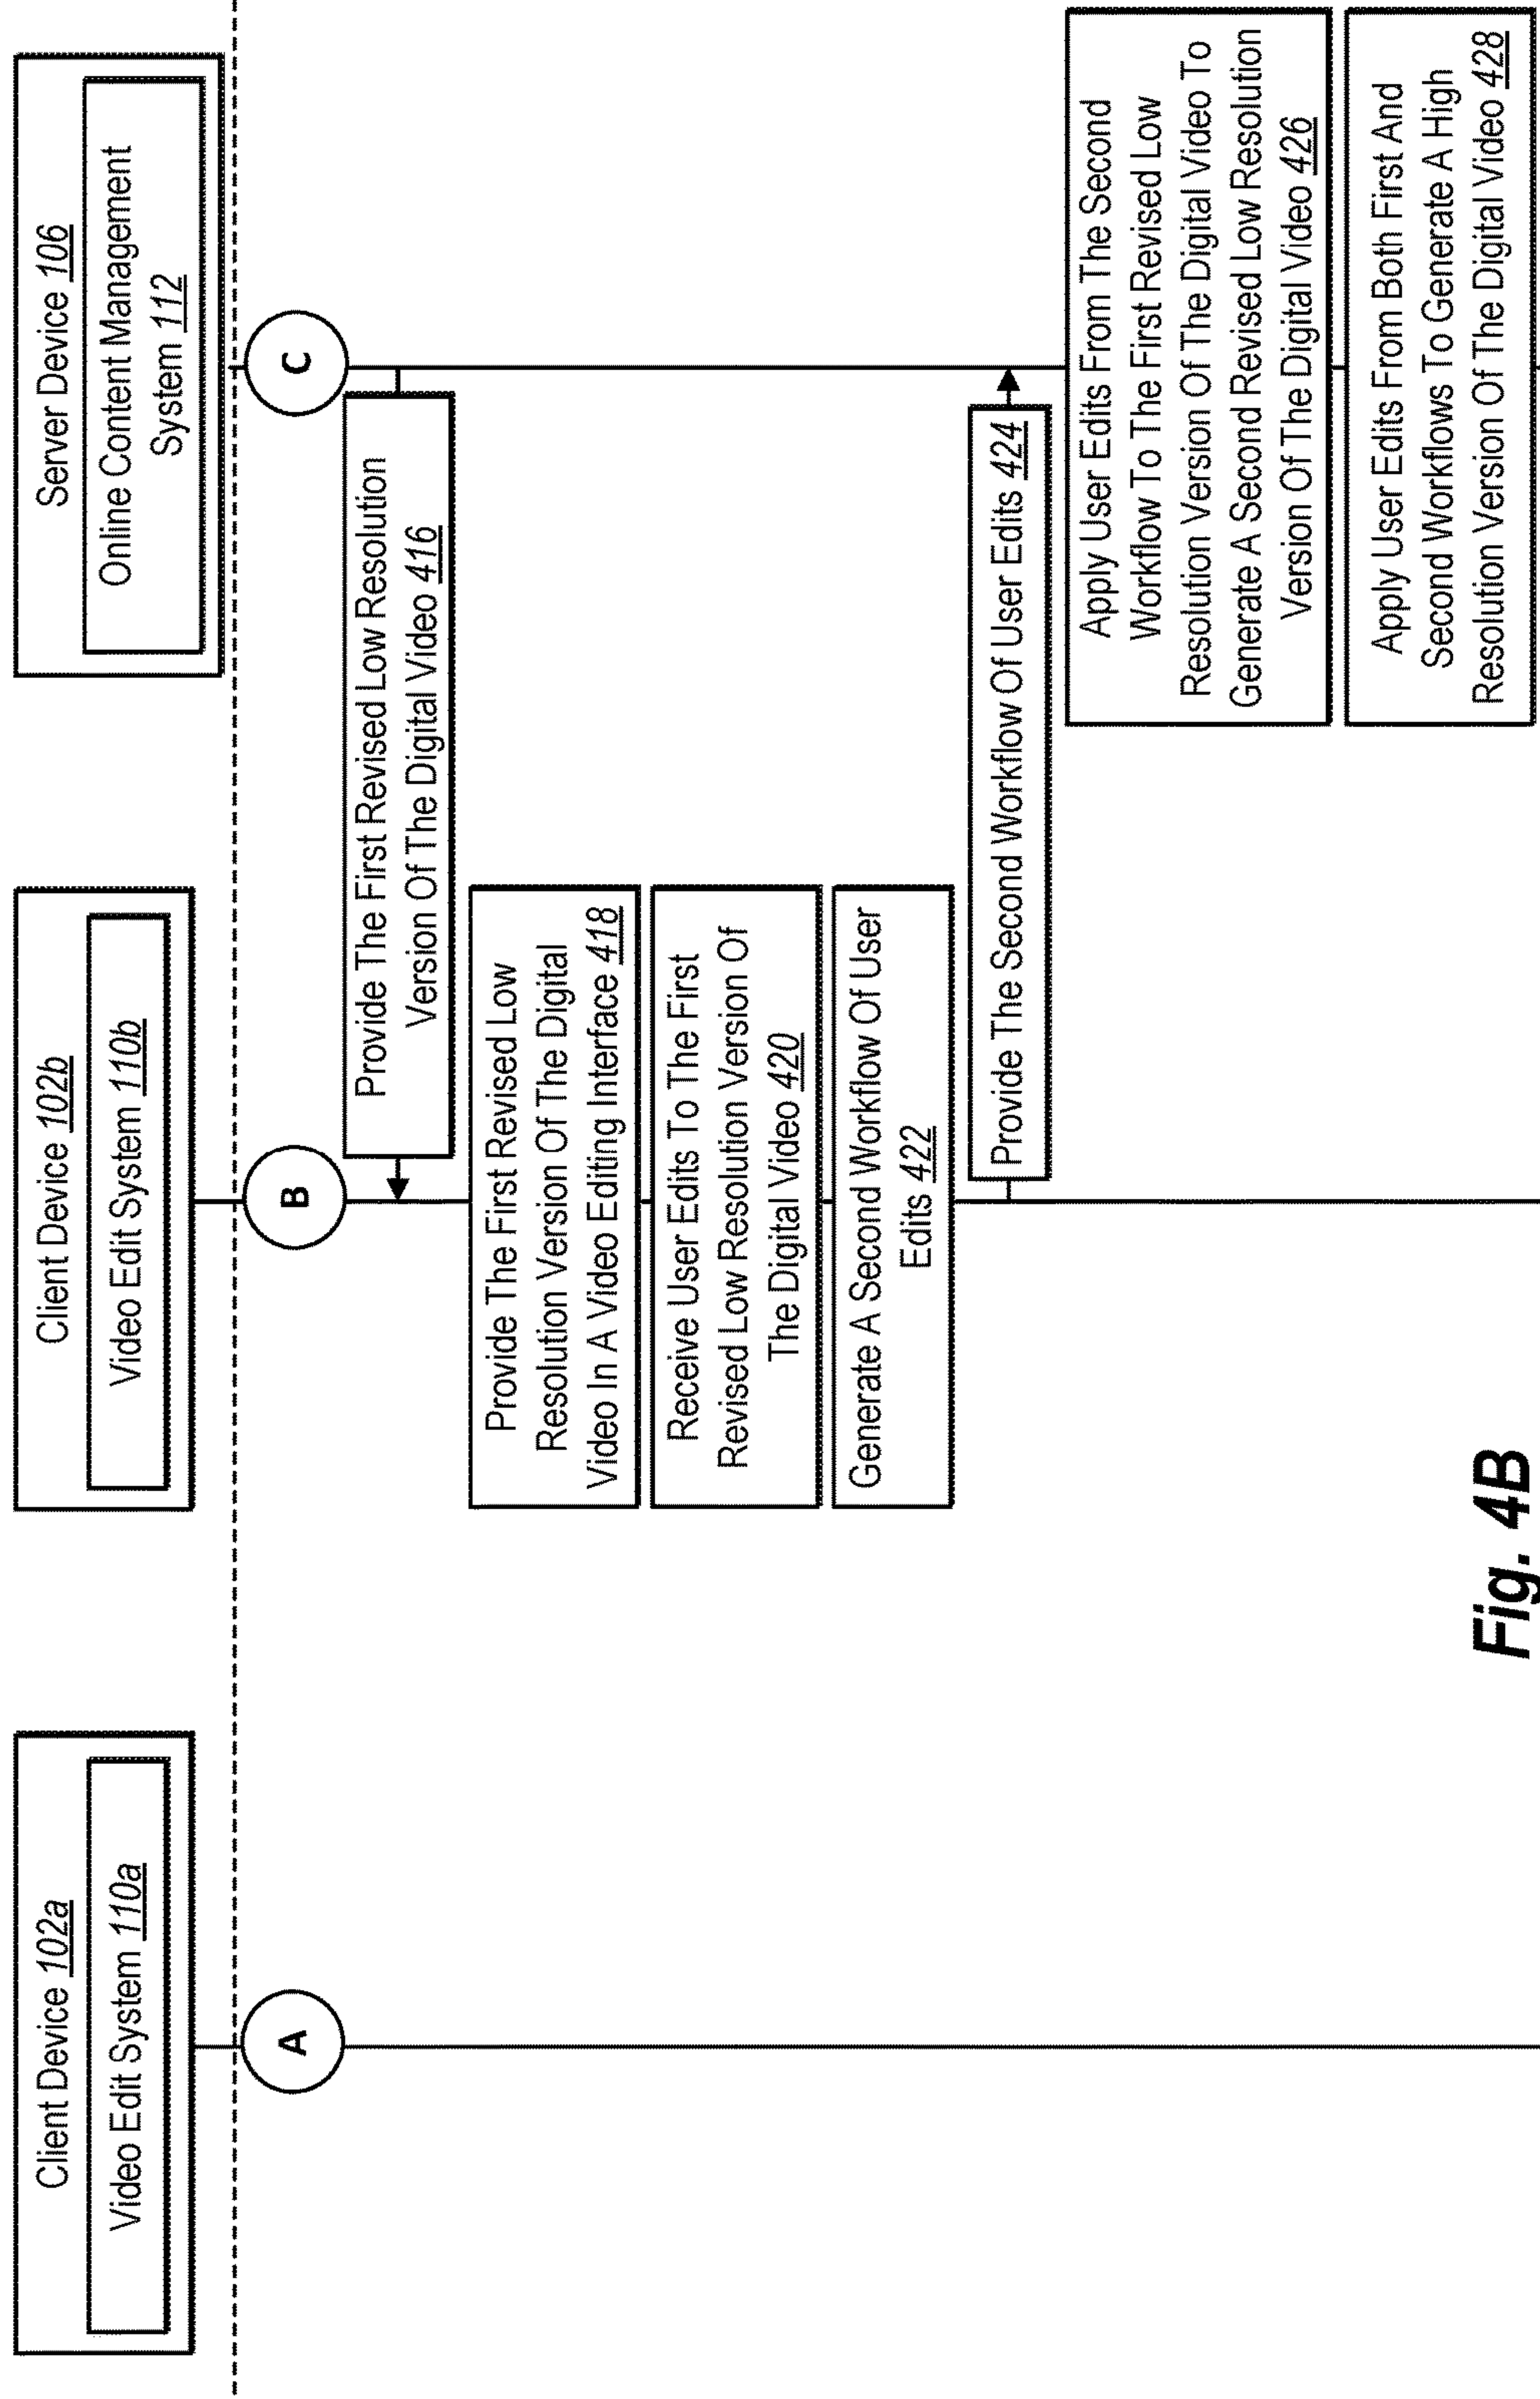 Client Device 102a
Video Edit System 110a
Client Device 102b
Video Edit System 110b
Server Device 106
Online Content Management
System 112
A
B
C
Provide The First Revised Low Resolution
Version Of The Digital Video 416
Provide The First Revised Low
Resolution Version Of The Digital
Video In A Video Editing Interface 418
Receive User Edits To The First
Revised Low Resolution Version Of
The Digital Video 420
Generate A Second Workflow Of User
Edits 422
Provide The Second Workflow Of User Edits 424
Apply User Edits From The Second
Workflow To The First Revised Low
Resolution Version Of The Digital Video To
Generate A Second Revised Low Resolution
Version Of The Digital Video 426
Apply User Edits From Both First And
Second Workflows To Generate A High
Resolution Version Of The Digital Video 428
Fig. 4B